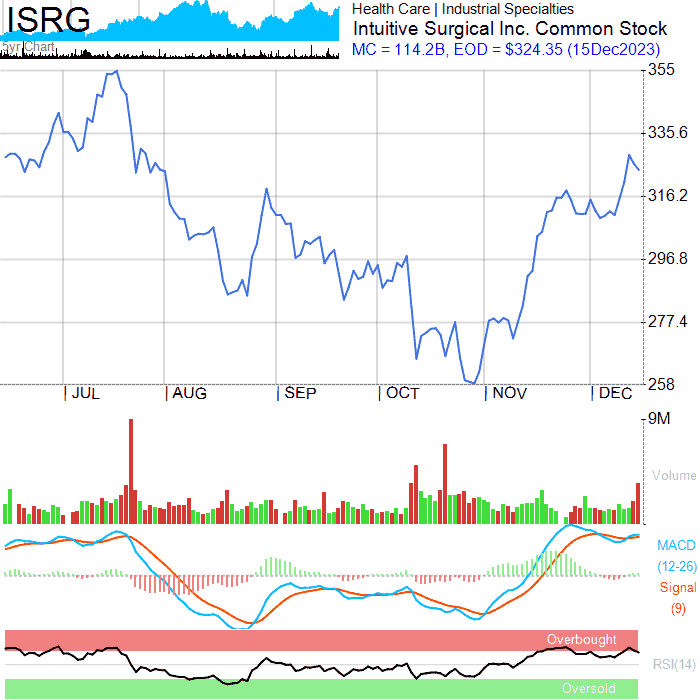 ISRG
5yr Chart
Health Care | Industrial Specialties
Intuitive Surgical Inc. Common Stock
MC = 114.2B, EOD = $324.35 (15Dec2023)
355
335.6
316.2
296.8
277.4
258
JUL
AUG
SEP
OCT
NOV
DEC
9M
Volume
MACD
(12-26)
Signal
(9)
Overbought
RSI(14)
Oversold